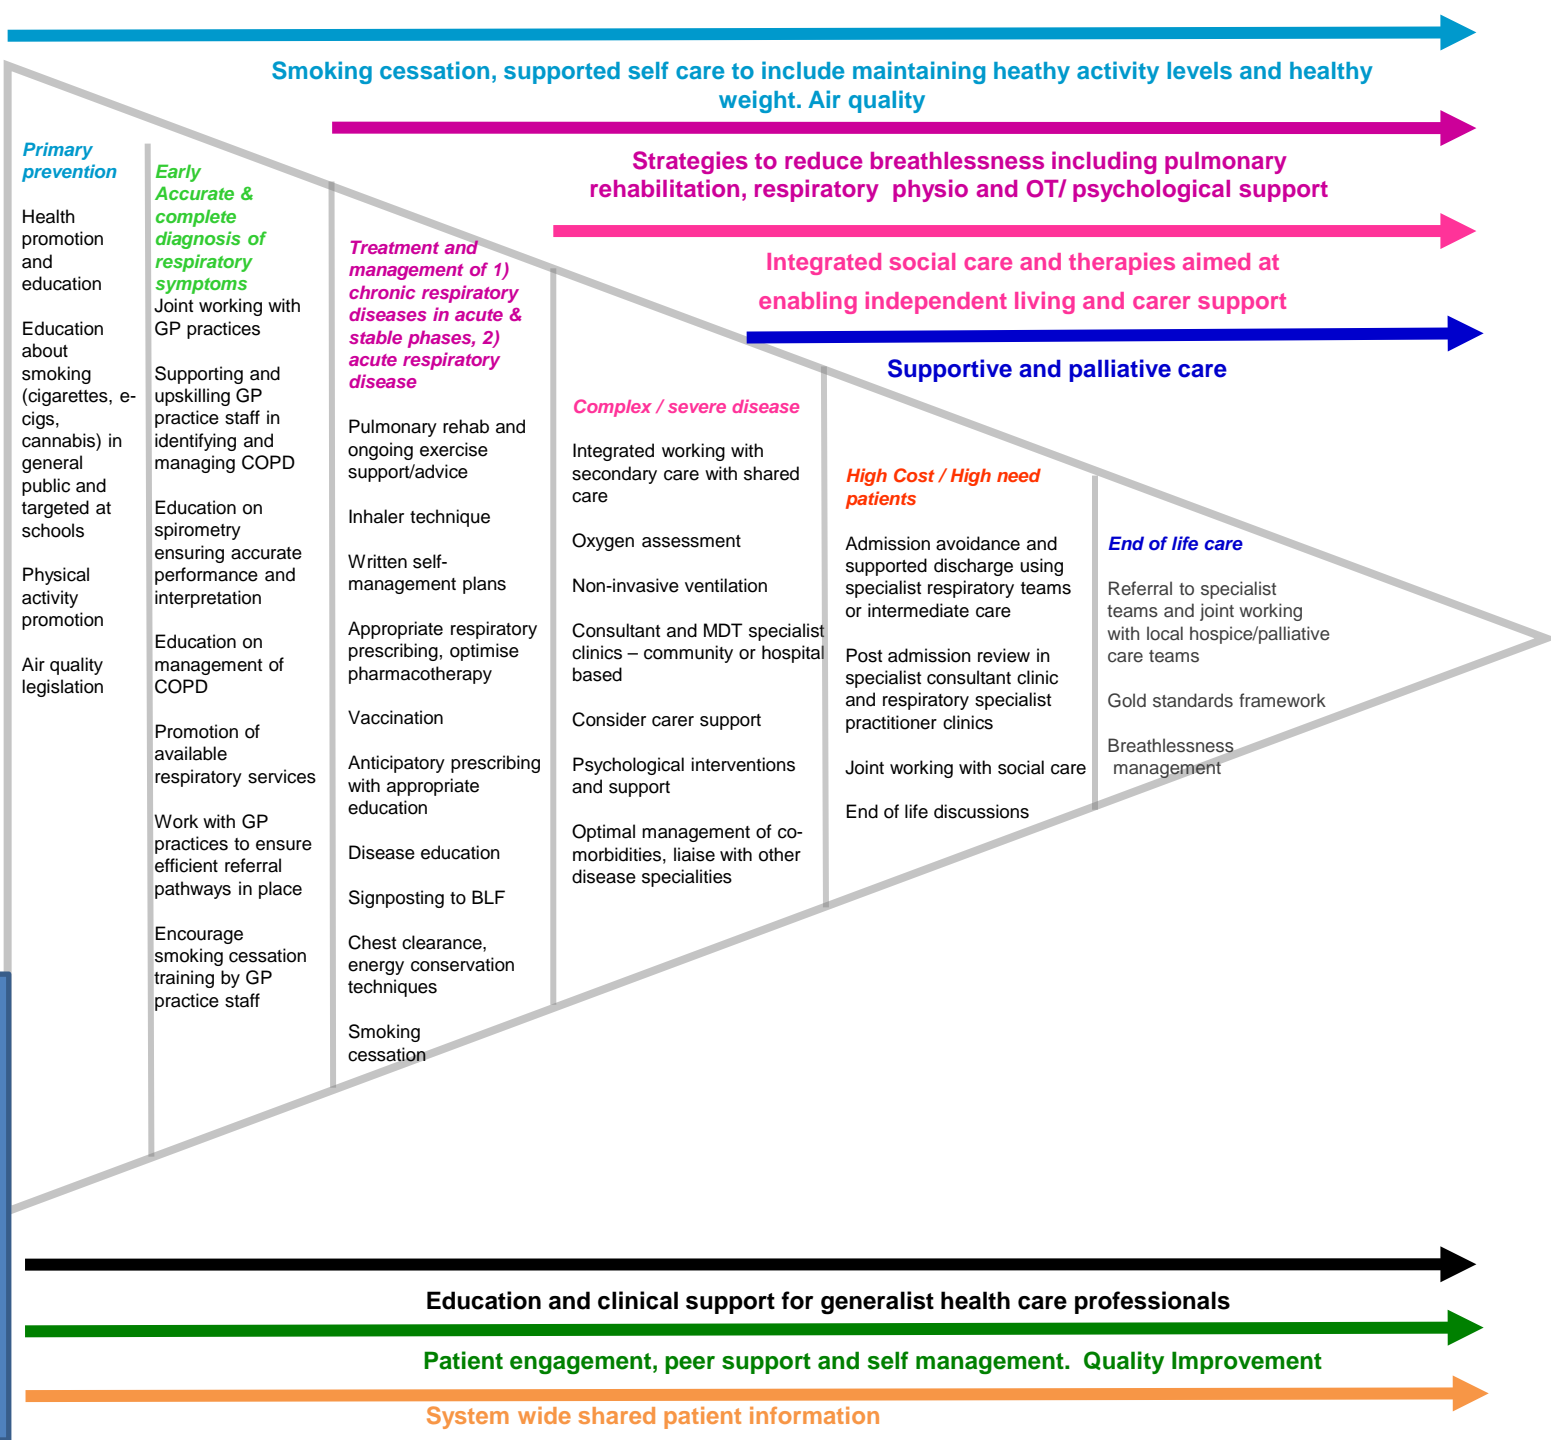 Smoking cessation, supported self care to include maintaining heathy activity levels and healthy
weight. Air quality
Strategies to reduce breathlessness including pulmonary
rehabilitation, respiratory  physio and OT/ psychological support
Integrated social care and therapies aimed at
enabling independent living and carer support
Supportive and palliative care
Primary
prevention
Health
promotion
and
education
Education
about
smoking
(cigarettes, e-
cigs,
cannabis) in
general
public and
targeted at
schools
Physical
activity
promotion
Air quality
legislation
Early
Accurate &
complete
diagnosis of
respiratory
symptoms
Joint working with
GP practices
Supporting and
upskilling GP
practice staff in
identifying and
managing COPD
Education on
spirometry
ensuring accurate
performance and
interpretation
Education on
management of
COPD
Promotion of
available
respiratory services
Work with GP
practices to ensure
efficient referral
pathways in place
Encourage
smoking cessation
training by GP
practice staff
Treatment and
management of 1)
chronic respiratory
diseases in acute &
stable phases, 2)
acute respiratory
disease
Pulmonary rehab and
ongoing exercise
support/advice
Inhaler technique
Written self-
management plans
Appropriate respiratory
prescribing, optimise
pharmacotherapy
Vaccination
Anticipatory prescribing
with appropriate
education
Disease education
Signposting to BLF
Chest clearance,
energy conservation
techniques
Smoking
cessation
Complex / severe disease
Integrated working with
secondary care with shared
care
Oxygen assessment
Non-invasive ventilation
Consultant and MDT specialist
clinics – community or hospital
based
Consider carer support
Psychological interventions
and support
Optimal management of co-
morbidities, liaise with other
disease specialities
High Cost / High need
patients
Admission avoidance and
supported discharge using
specialist respiratory teams
or intermediate care
Post admission review in
specialist consultant clinic
and respiratory specialist
practitioner clinics
Joint working with social care
End of life discussions
End of life care
Referral to specialist
teams and joint working
with local hospice/palliative
care teams
Gold standards framework
Breathlessness
management
Education and clinical support for generalist health care professionals
Patient engagement, peer support and self management.  Quality Improvement
System wide shared patient information